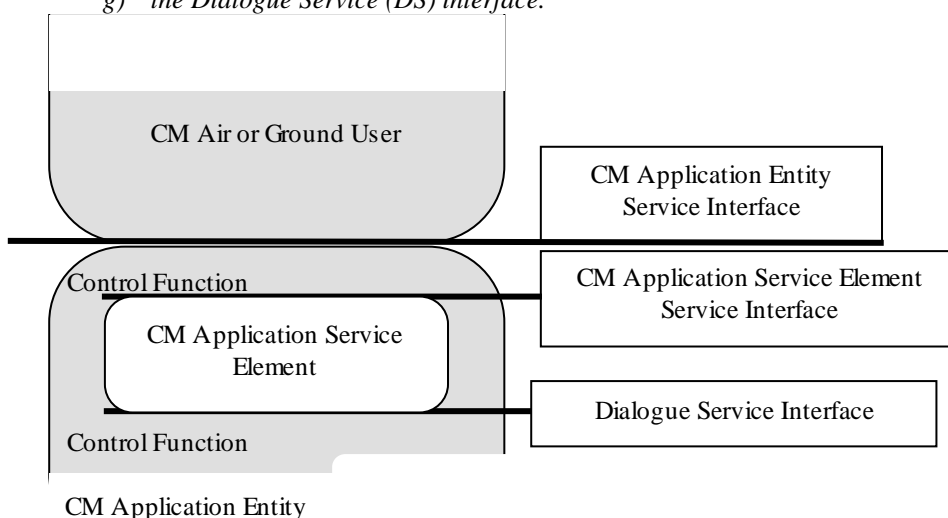 g) the Dialogue Service (DS) interface.
CM Air or Ground User
CM Application Entity
Service Interface
Control Function
CM Application Service Element
Service Interface
CM Application Service
Element
Dialogue Service Interface
Control Function
CM Application Entity